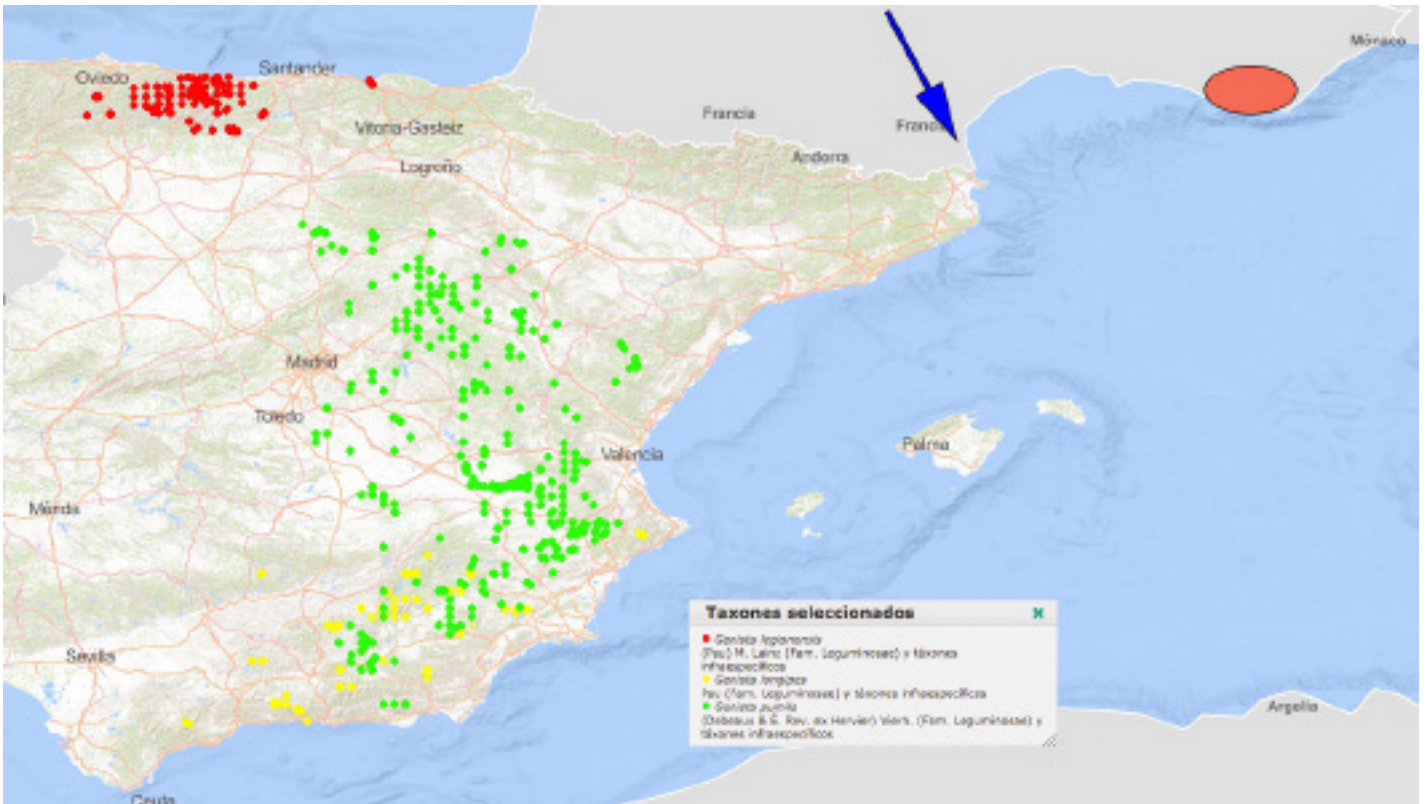 Mónaco
Santander
Oviedo
Francia
Francia
Vitoria-Gasteiz
Andorra
Logroño
Madrid
Toledo
Palma
Valencia
Mérida
Taxones seleccionados
Genista legionensis
(Pau) M. Laínz (Fam. Leguminosae) y táxones
infraespecíficos
Sevilla
Genista longipes
Pau (Fam. Leguminosae) y táxones infraespecíficos
Genista pumila
(Debeaux & É. Rev. ex Hervier) Vierh. (Fam. Leguminosae) y
táxones infraespecíficos
Argelia
Ceuta